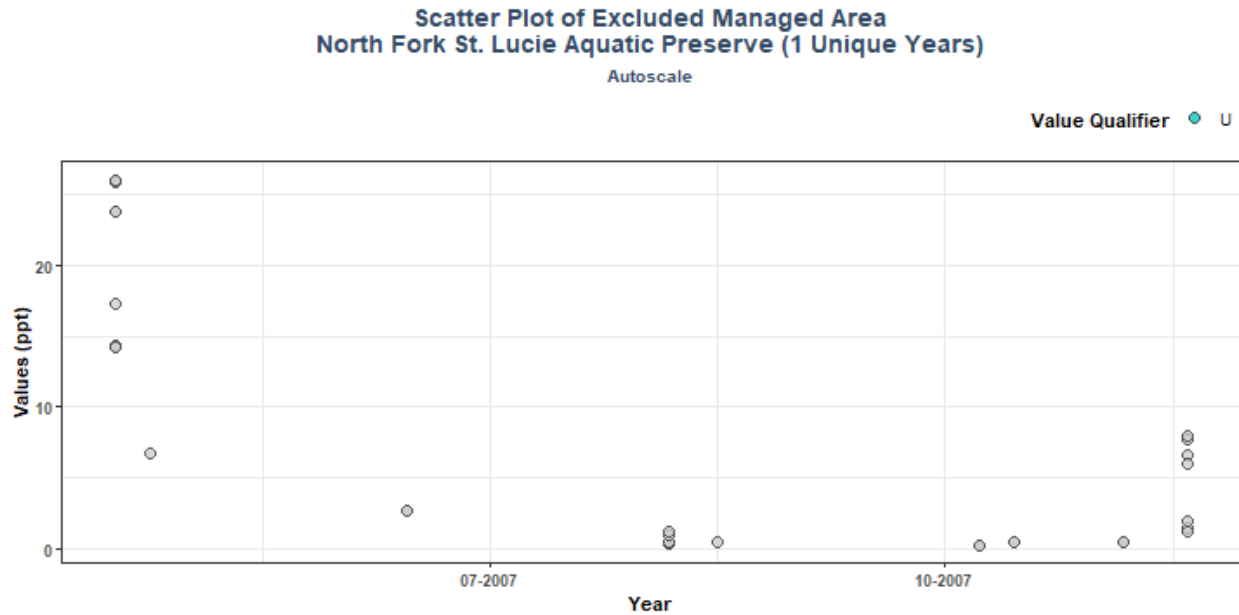 Scatter Plot of Excluded Managed Area
North Fork St. Lucie Aquatic Preserve (1 Unique Years)
Autoscale
Value Qualifier U
Values (ppt)
20
10
0
07-2007 10-2007
Year